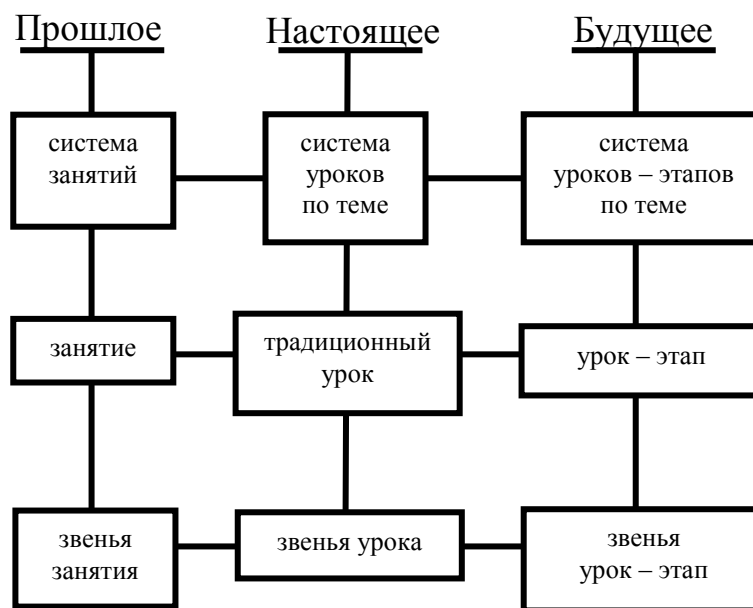 Прошлое
Настоящее
Будущее
система
занятий
система
уроков
по теме
система
уроков – этапов
по теме
занятие
традиционный
урок
урок – этап
звенья
занятия
звенья урока
звенья
урок – этап